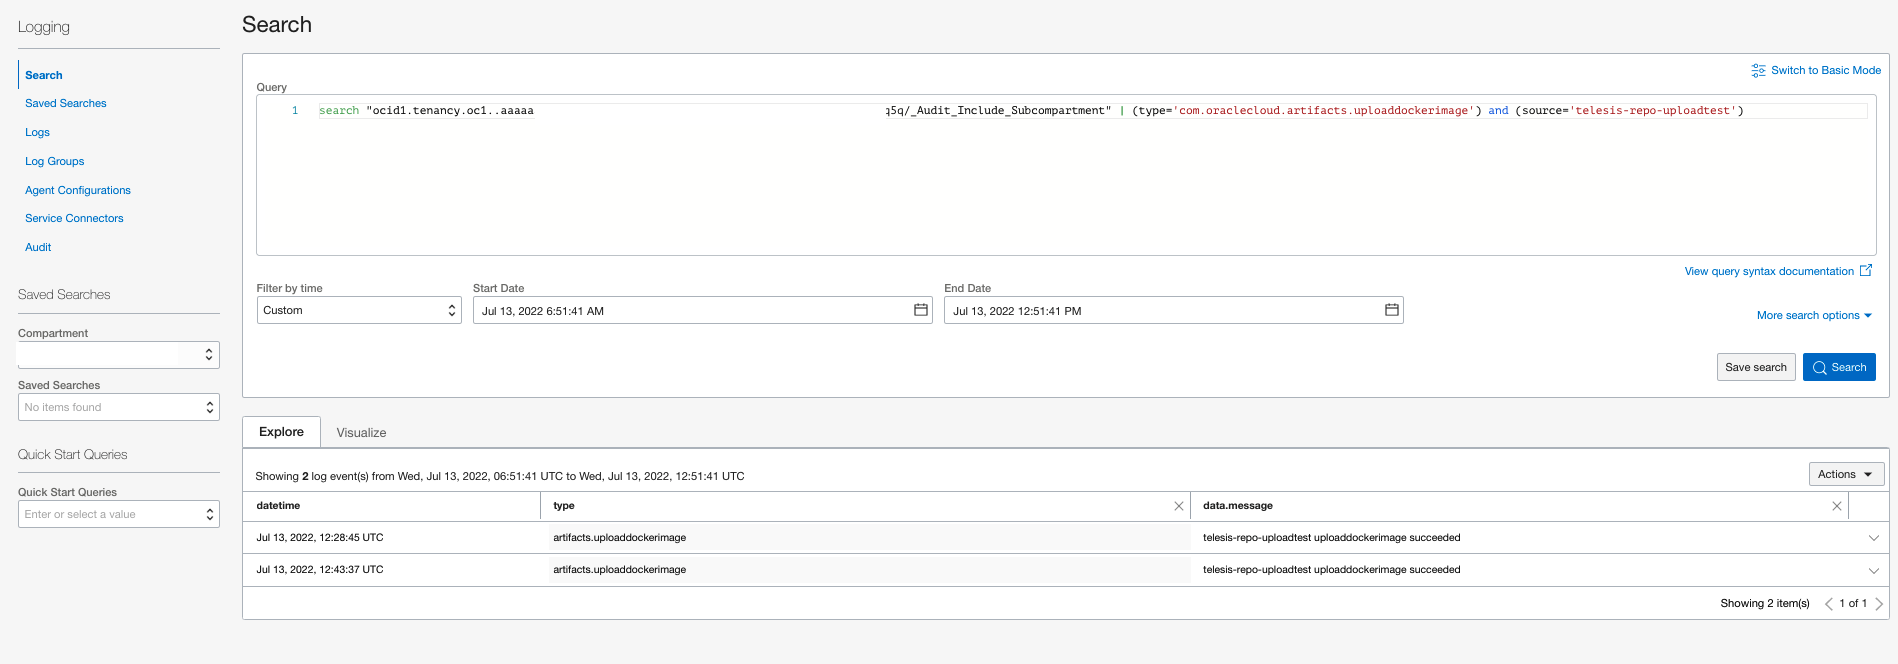 Logging
Search
Saved Searches
Logs
Log Groups
Agent Configurations
Service Connectors
Audit
Saved Searches
Compartment
Saved Searches
No items found
Quick Start Queries
Quick Start Queries
Enter or select a value
Search
Switch to Basic Mode
Query
1 search "ocid1.tenancy.oc1..aaaaa q5q/_Audit_Include_Subcompartment" | (type='com.oraclecloud.artifacts.uploaddockerimage') and (source='telesis-repo-uploadtest')
View query syntax documentation
Filter by time Start Date End Date
Custom Jul 13, 2022 6:51:41 AM Jul 13, 2022 12:51:41 PM
More search options
Save search Search
Explore Visualize
Showing 2 log event(s) from Wed, Jul 13, 2022, 06:51:41 UTC to Wed, Jul 13, 2022, 12:51:41 UTC
Actions
datetime type data.message
Jul 13, 2022, 12:28:45 UTC artifacts.uploaddockerimage telesis-repo-uploadtest uploaddockerimage succeeded
Jul 13, 2022, 12:43:37 UTC artifacts.uploaddockerimage telesis-repo-uploadtest uploaddockerimage succeeded
Showing 2 item(s) 1 of 1